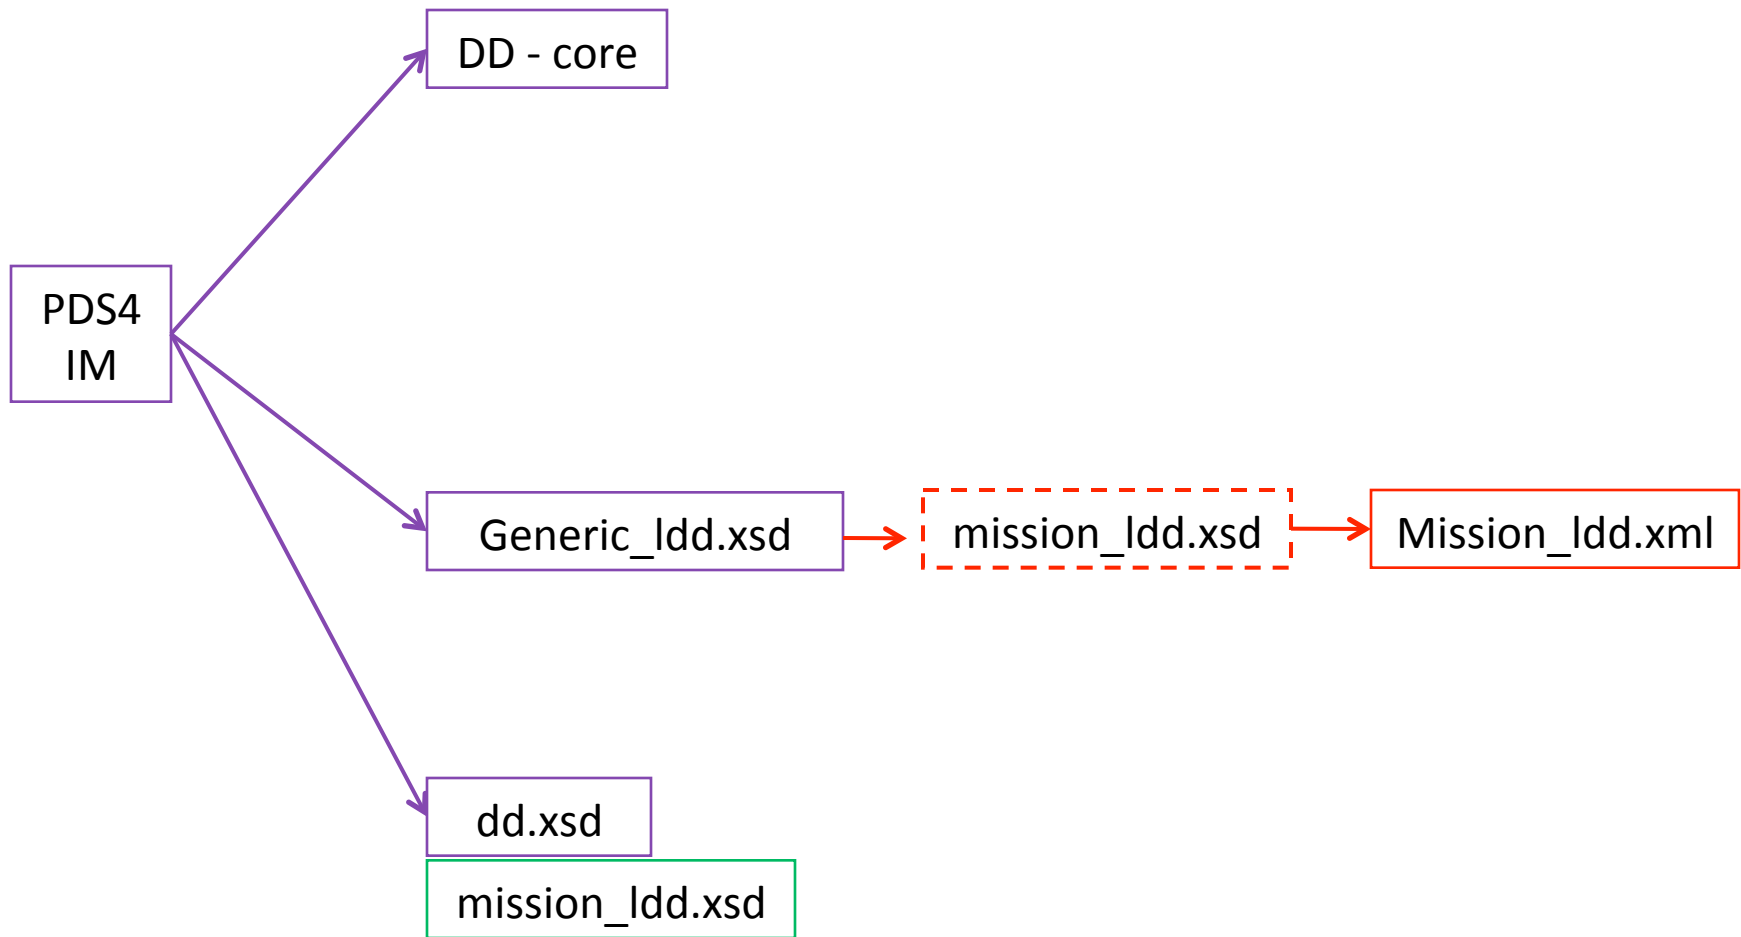 DD - core
PDS4
IM
Generic_ldd.xsd
mission_ldd.xsd
Mission_ldd.xml
dd.xsd
mission_ldd.xsd